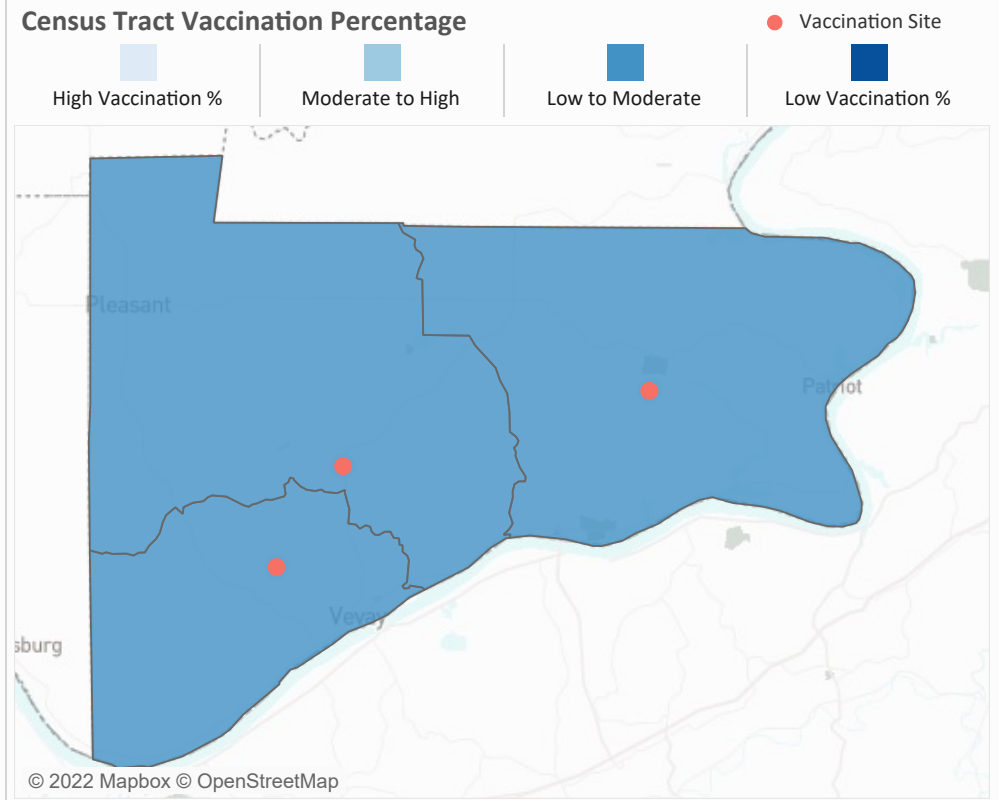 Census Tract Vaccination Percentage
Vaccination Site
High Vaccination %
Moderate to High
Low to Moderate
Low Vaccination %
Pleasant
Patriot
Vevay
sburg
© 2022 Mapbox © OpenStreetMap